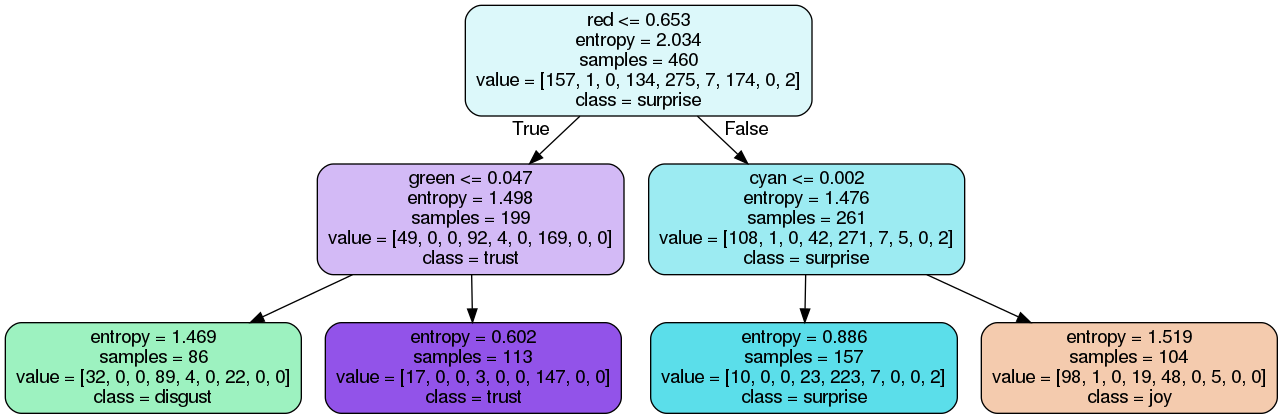 red <= 0.653
entropy = 2.034
samples = 460
value = [157, 1, 0, 134, 275, 7, 174, 0, 2]
class = surprise
True
False
green <= 0.047
entropy = 1.498
samples = 199
value = [49, 0, 0, 92, 4, 0, 169, 0, 0]
class = trust
cyan <= 0.002
entropy = 1.476
samples = 261
value = [108, 1, 0, 42, 271, 7, 5, 0, 2]
class = surprise
entropy = 1.469
samples = 86
value = [32, 0, 0, 89, 4, 0, 22, 0, 0]
class = disgust
entropy = 0.602
samples = 113
value = [17, 0, 0, 3, 0, 0, 147, 0, 0]
class = trust
entropy = 0.886
samples = 157
value = [10, 0, 0, 23, 223, 7, 0, 0, 2]
class = surprise
entropy = 1.519
samples = 104
value = [98, 1, 0, 19, 48, 0, 5, 0, 0]
class = joy